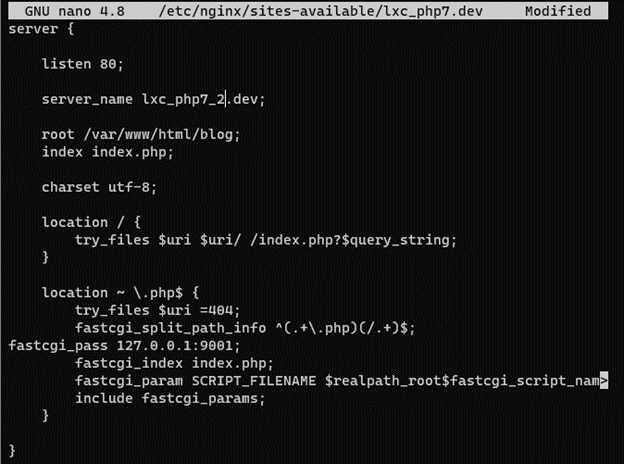 GNU nano 4.8 /etc/nginx/sites-available/lxc_php7.dev Modified
server {
listen 80;
server_name lxc_php7_2.dev;
root /var/www/html/blog;
index index.php;
charset utf-8;
location / {
try_files $uri $uri/ /index.php?$query_string;
}
location ~ \.php$ {
try_files $uri =404;
fastcgi_split_path_info ^(.+\.php)(/.+)$;
fastcgi_pass 127.0.0.1:9001;
fastcgi_index index.php;
fastcgi_param SCRIPT_FILENAME $realpath_root$fastcgi_script_nam>
include fastcgi_params;
}
}